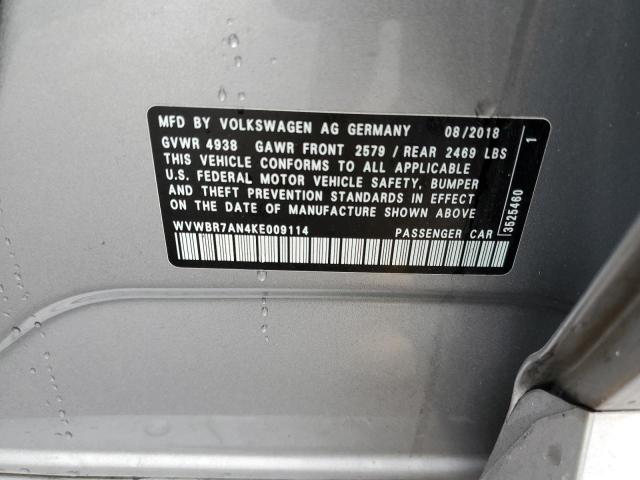 MFD BY VOLKSWAGEN AG GERMANY 08/2018
GVWR 4938 GAWR FRONT 2579 / REAR 2469 LBS
THIS VEHICLE CONFORMS TO ALL APPLICABLE
U.S. FEDERAL MOTOR VEHICLE SAFETY, BUMPER
AND THEFT PREVENTION STANDARDS IN EFFECT
ON THE DATE OF MANUFACTURE SHOWN ABOVE
WVWBR7AN4KE009114 PASSENGER CAR
3525460 1